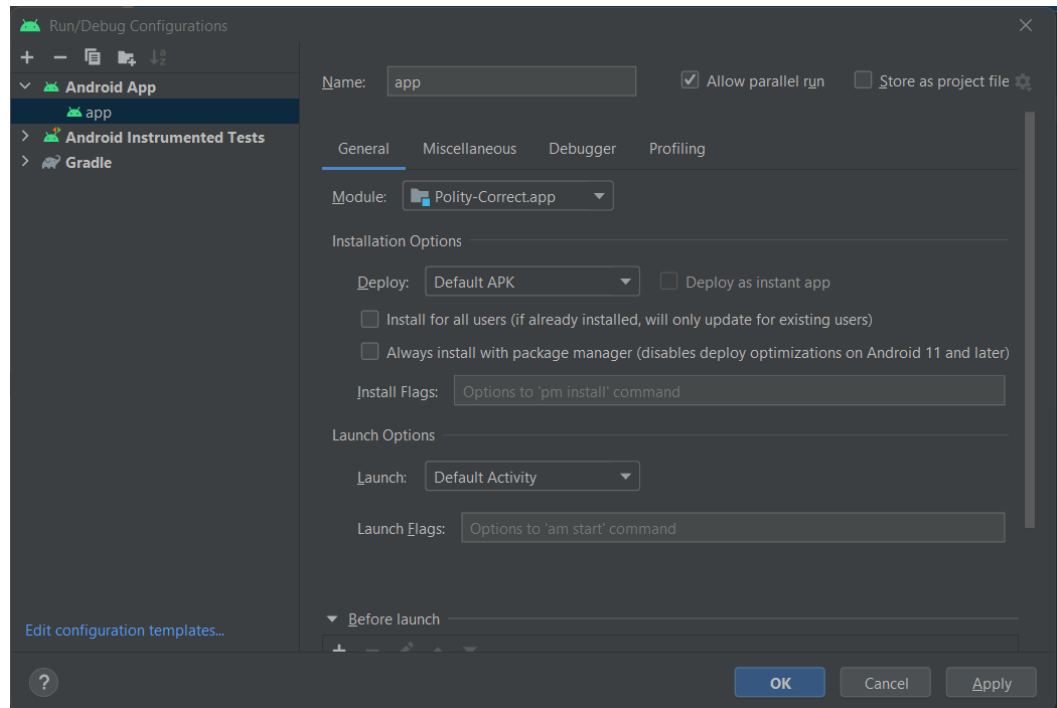 Run/Debug Configurations
Android App
app
Android Instrumented Tests
Gradle
Edit configuration templates...
Name: app Allow parallel run Store as project file
General Miscellaneous Debugger Profiling
Module: Polity-Correct.app
Installation Options
Deploy: Default APK Deploy as instant app
Install for all users (if already installed, will only update for existing users)
Always install with package manager (disables deploy optimizations on Android 11 and later)
Install Flags: Options to 'pm install' command
Launch Options
Launch: Default Activity
Launch Flags: Options to 'am start' command
Before launch
? OK Cancel Apply